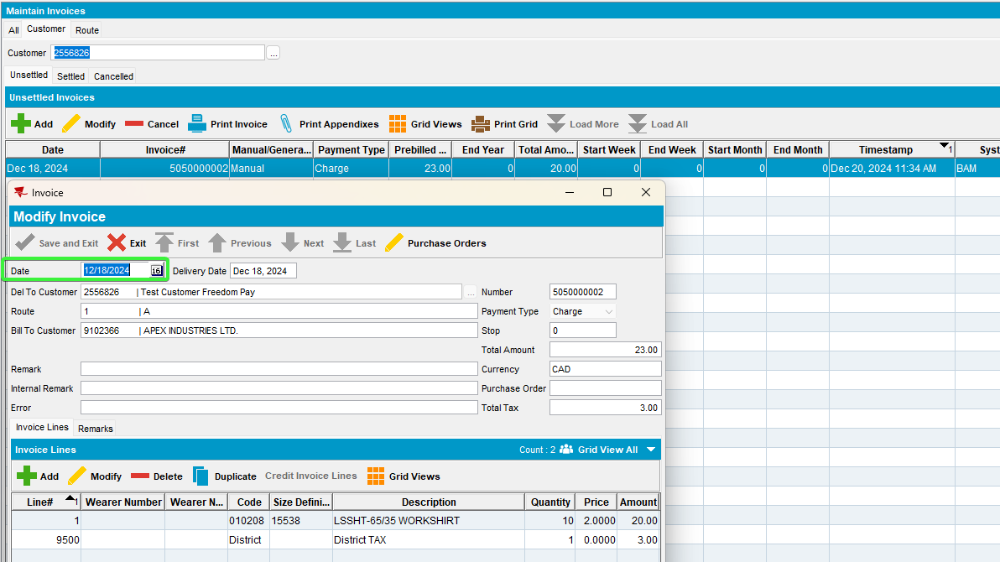 Maintain Invoices
All Customer Route
Customer 2556826 ...
Unsettled Settled Cancelled
Unsettled Invoices
Add Modify Cancel Print Invoice Print Appendixes Grid Views Print Grid Load More Load All
Date Invoice# Manual/Genera... Payment Type Prebilled ... End Year Total Amo... Start Week End Week Start Month End Month Timestamp 1 Syst
Dec 18, 2024 5050000002 Manual Charge 23.00 0 20.00 0 0 0 0 Dec 20, 2024 11:34 AM BAM
Invoice
Modify Invoice
Save and Exit Exit First Previous Next Last Purchase Orders
Date 12/18/2024 16 Delivery Date Dec 18, 2024
Del To Customer 2556826 | Test Customer Freedom Pay ... Number 5050000002
Route 1 | A Payment Type Charge
Bill To Customer 9102366 | APEX INDUSTRIES LTD. Stop 0
Total Amount 23.00
Remark Currency CAD
Internal Remark Purchase Order
Error Total Tax 3.00
Invoice Lines Remarks
Invoice Lines Count : 2 Grid View All
Add Modify Delete Duplicate Credit Invoice Lines Grid Views
Line# 1 Wearer Number Wearer N... Code Size Defini... Description Quantity Price Amount
1 010208 15538 LSSHT-65/35 WORKSHIRT 10 2.0000 20.00
9500 District District TAX 1 0.0000 3.00